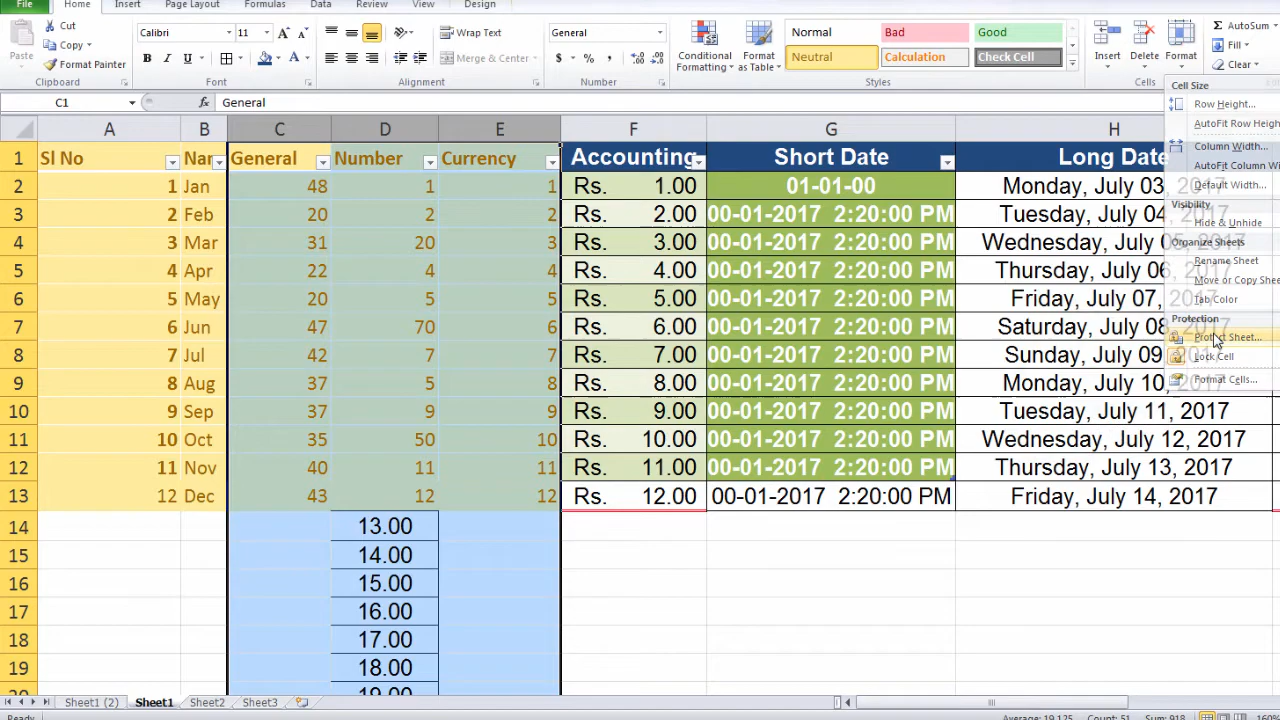 File Home Insert Page Layout Formulas Data Review View Design
Cut Calibri 11 Wrap Text General Normal Bad Good AutoSum
Paste Copy Conditional Formatting Format as Table Neutral Calculation Check Cell Insert Delete Format Fill
Format Painter B I U Merge & Center $ % , Clear
Clipboard Font Alignment Number Styles Cells
C1 fx General
Cell Size
Row Height...
AutoFit Row Heigh
Column Width...
AutoFit Column Wi
Default Width...
Visibility
Hide & Unhide
Organize Sheets
Rename Sheet
Move or Copy Shee
Tab Color
Protection
Protect Sheet...
Lock Cell
Format Cells...
A B C D E F G H
1 Sl No Nar General Number Currency Accounting Short Date Long Date
2 1 Jan 48 1 1 Rs. 1.00 01-01-00 Monday, July 03, 2017
3 2 Feb 20 2 2 Rs. 2.00 00-01-2017 2:20:00 PM Tuesday, July 04
4 3 Mar 31 20 3 Rs. 3.00 00-01-2017 2:20:00 PM Wednesday, July 05
5 4 Apr 22 4 4 Rs. 4.00 00-01-2017 2:20:00 PM Thursday, July 06
6 5 May 20 5 5 Rs. 5.00 00-01-2017 2:20:00 PM Friday, July 07, 2017
7 6 Jun 47 70 6 Rs. 6.00 00-01-2017 2:20:00 PM Saturday, July 08, 2017
8 7 Jul 42 7 7 Rs. 7.00 00-01-2017 2:20:00 PM Sunday, July 09
9 8 Aug 37 5 8 Rs. 8.00 00-01-2017 2:20:00 PM Monday, July 10, 2017
10 9 Sep 37 9 9 Rs. 9.00 00-01-2017 2:20:00 PM Tuesday, July 11, 2017
11 10 Oct 35 50 10 Rs. 10.00 00-01-2017 2:20:00 PM Wednesday, July 12, 2017
12 11 Nov 40 11 11 Rs. 11.00 00-01-2017 2:20:00 PM Thursday, July 13, 2017
13 12 Dec 43 12 12 Rs. 12.00 00-01-2017 2:20:00 PM Friday, July 14, 2017
14 13.00
15 14.00
16 15.00
17 16.00
18 17.00
19 18.00
20 19.00
Sheet1 (2) Sheet1 Sheet2 Sheet3
Ready Average: 19.125 Count: 51 Sum: 918 160%